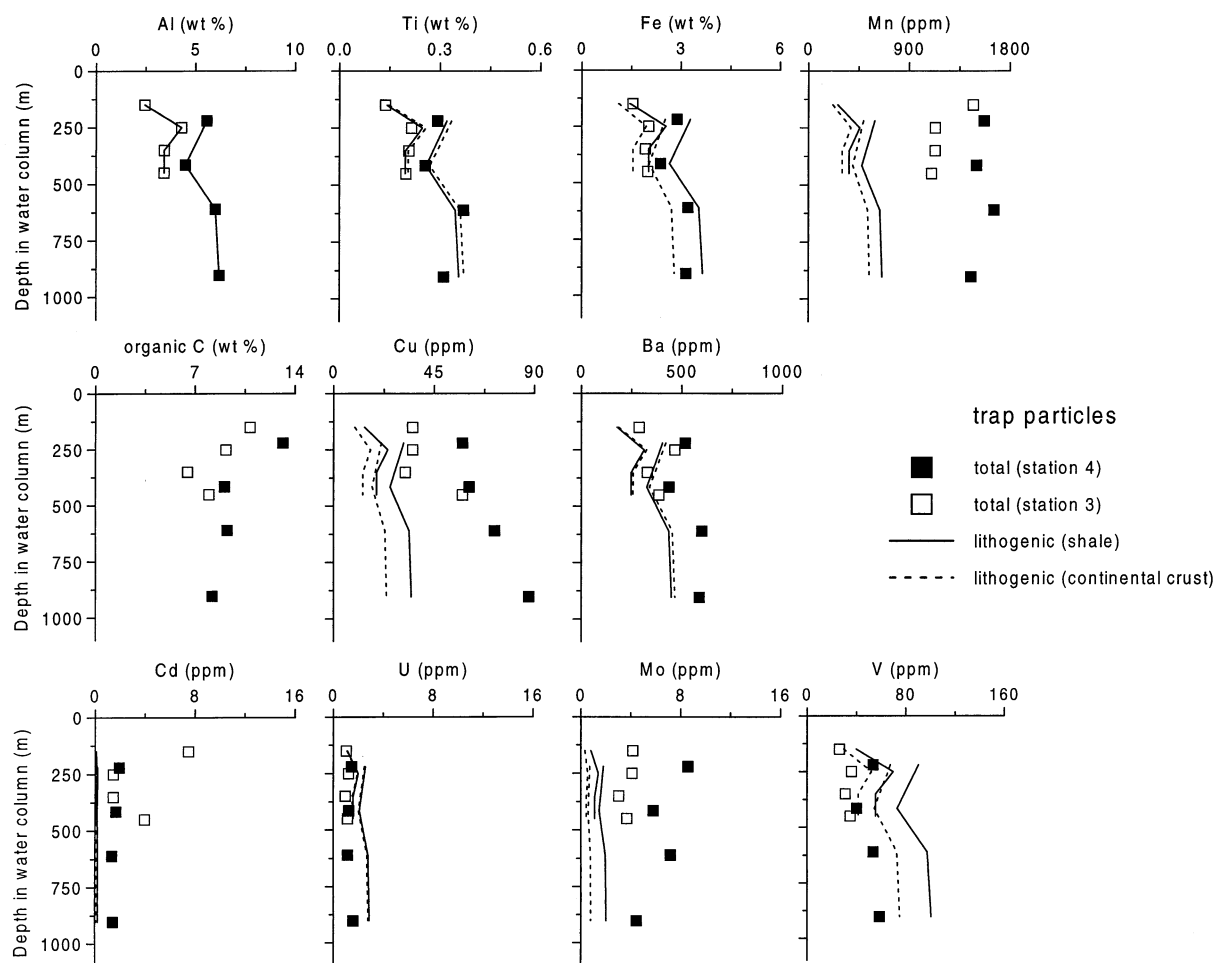 Al (wt %) Ti (wt %) Fe (wt %) Mn (ppm)
0 5 10 0.0 0.3 0.6 0 3 6 0 900 1800
Depth in water column (m)
0
250
500
750
1000
organic C (wt %) Cu (ppm) Ba (ppm)
0 7 14 0 45 90 0 500 1000
Depth in water column (m)
0
250
500
750
1000
trap particles
total (station 4)
total (station 3)
lithogenic (shale)
lithogenic (continental crust)
Cd (ppm) U (ppm) Mo (ppm) V (ppm)
0 8 16 0 8 16 0 8 16 0 80 160
Depth in water column (m)
0
250
500
750
1000